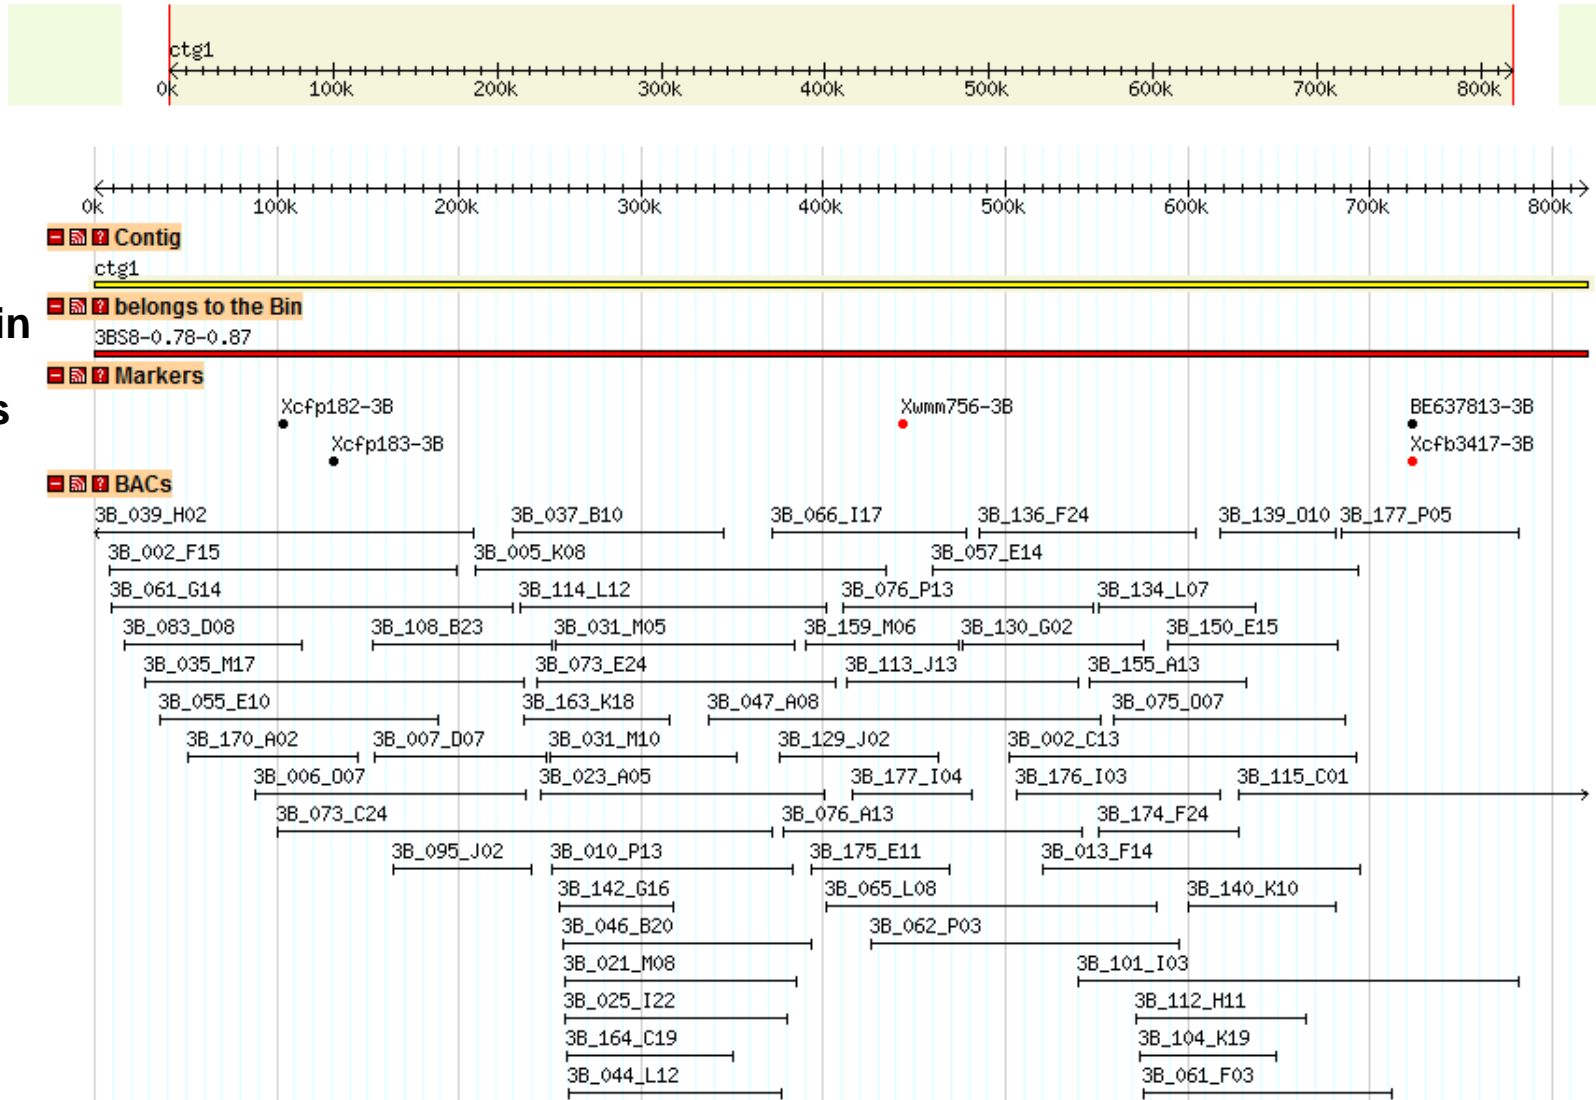 ctg1
0k 100k 200k 300k 400k 500k 600k 700k 800k
0k 100k 200k 300k 400k 500k 600k 700k 800k
Contig
ctg1
belongs to the Bin
in
3BS8-0.78-0.87
Markers
s
Xcfp182-3B Xwmm756-3B BE637813-3B
Xcfp183-3B Xcfb3417-3B
BACs
3B_039_H02 3B_037_B10 3B_066_I17 3B_136_F24 3B_139_O10 3B_177_P05
3B_002_F15 3B_005_K08 3B_057_E14
3B_061_G14 3B_114_L12 3B_076_P13 3B_134_L07
3B_083_D08 3B_108_B23 3B_031_M05 3B_159_M06 3B_130_G02 3B_150_E15
3B_035_M17 3B_073_E24 3B_113_J13 3B_155_A13
3B_055_E10 3B_163_K18 3B_047_A08 3B_075_O07
3B_170_A02 3B_007_D07 3B_031_M10 3B_129_J02 3B_002_C13
3B_006_O07 3B_023_A05 3B_177_I04 3B_176_I03 3B_115_C01
3B_073_C24 3B_076_A13 3B_174_F24
3B_095_J02 3B_010_P13 3B_175_E11 3B_013_F14
3B_142_G16 3B_065_L08 3B_140_K10
3B_046_B20 3B_062_P03
3B_021_M08 3B_101_I03
3B_025_I22 3B_112_H11
3B_164_C19 3B_104_K19
3B_044_L12 3B_061_F03